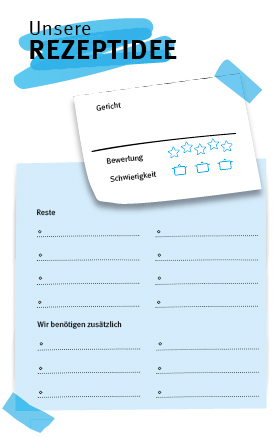 Unsere
REZEPTIDEE
Gericht
Bewertung
Schwierigkeit
Reste
Wir benötigen zusätzlich